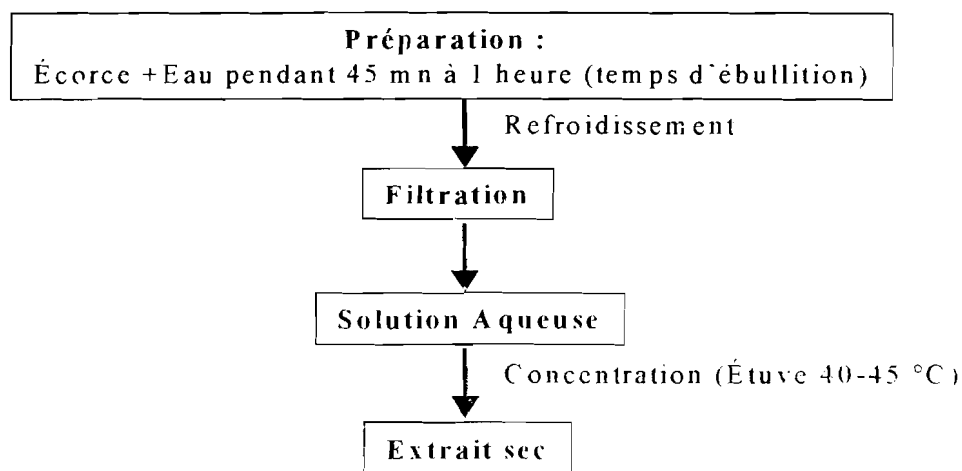 Préparation :
Écorce +Eau pendant 45 mn à 1 heure (temps d'ébullition)
Refroidissement
Filtration
Solution Aqueuse
Concentration (Étuve 40-45 °C)
Extrait sec